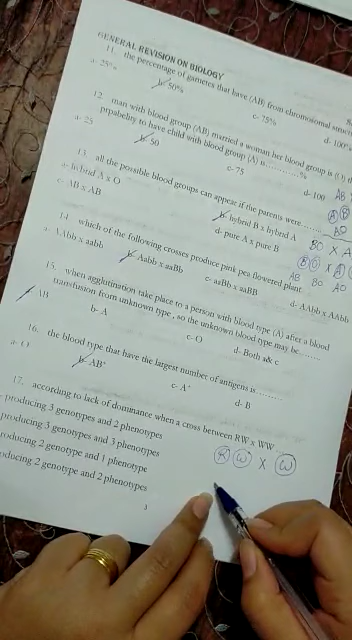 GENERAL REVISION ON BIOLOGY
11. the percentage of gametes that have (AB) from chromosomal
a- 25% b- 50% c- 75% d- 100%
12. man with blood group (AB) married a woman her blood group is
to have child with blood group (A) is ............%
a- 25 b- 50 c- 75 d- 100
13. all the possible blood groups can appear if the parents were
a- hybrid A x O b- hybrid B x hybrid A
c- AB x AB d- pure A x pure B
14. which of the following crosses produce pink pea flowered plant
a- AAbb x aabb b- Aabb x aaBb c- aaBb x aaBB d- AAbb x AAbb
15. when agglutination take place to a person with blood type (A) after a blood
transfusion from unknown type , so the unknown blood type may be........
AB b- A c- O d- Both a& c
16. the blood type that have the largest number of antigens is
a- O b- AB⁺ c- A⁺ d- B
17. according to lack of dominance when a cross between RW x WW
producing 3 genotypes and 2 phenotypes
producing 3 genotypes and 3 phenotypes
producing 2 genotype and 1 phenotype
producing 2 genotype and 2 phenotypes
R W X W
3